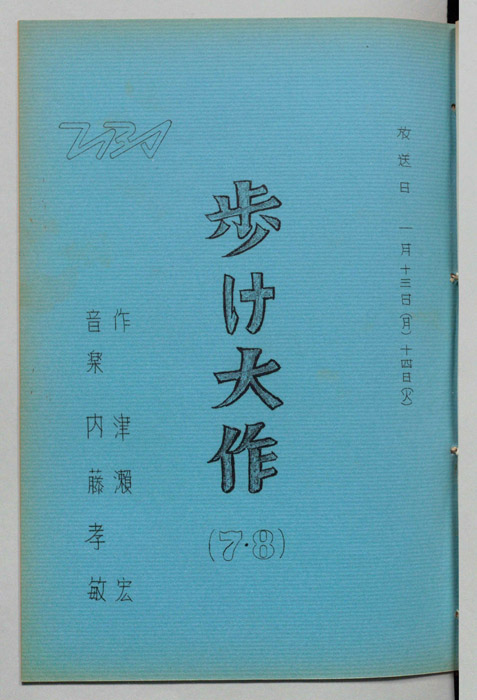 放送日 一月十三日(月)十四日(火)
歩け大作
(7・8)
作 津瀬 宏
音楽 内藤孝敏